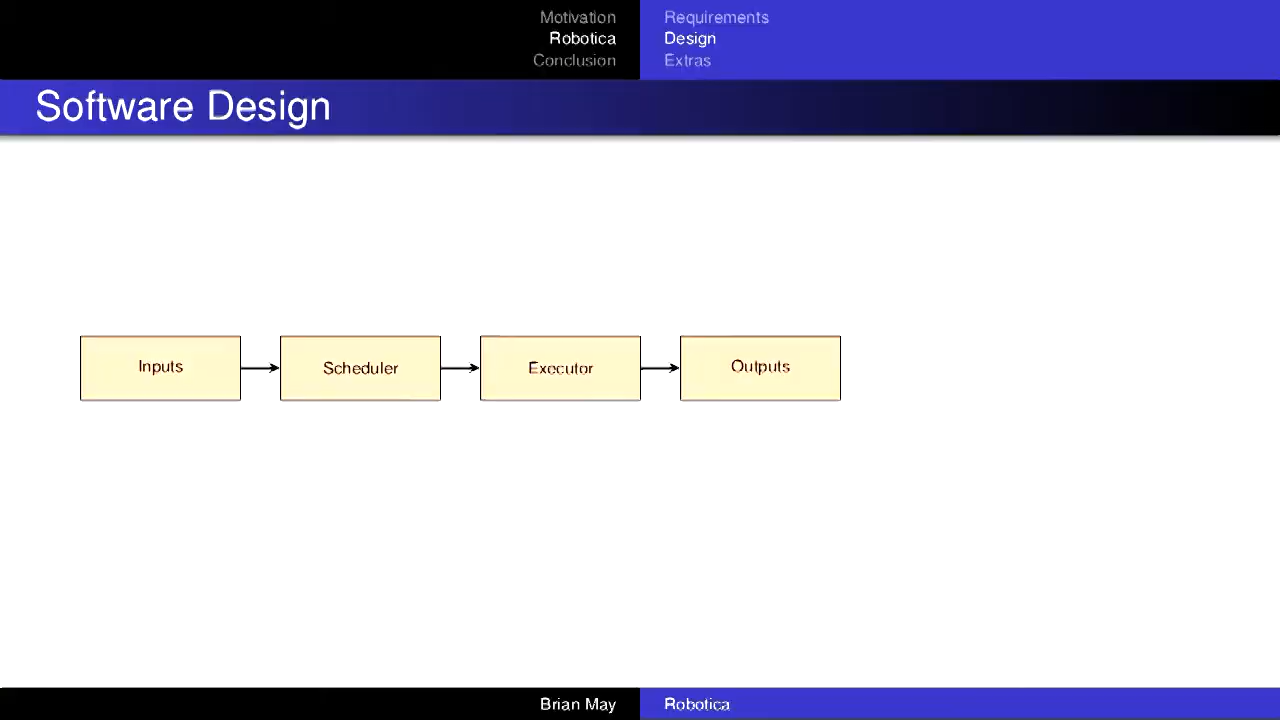 Motivation
Robotica
Conclusion
Requirements
Design
Extras
Software Design
Inputs
Scheduler
Executor
Outputs
Brian May
Robotica